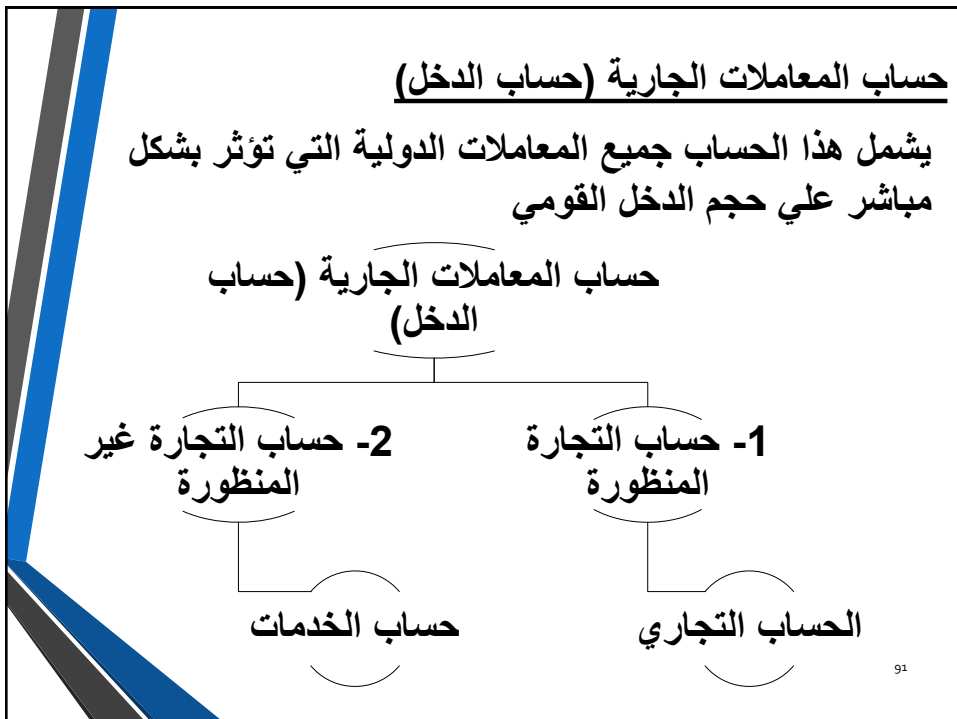 حساب المعاملات الجارية (حساب الدخل)
يشمل هذا الحساب جميع المعاملات الدولية التي تؤثر بشكل
مباشر علي حجم الدخل القومي
حساب المعاملات الجارية (حساب
الدخل)
1- حساب التجارة
المنظورة
2- حساب التجارة غير
المنظورة
الحساب التجاري
حساب الخدمات
91